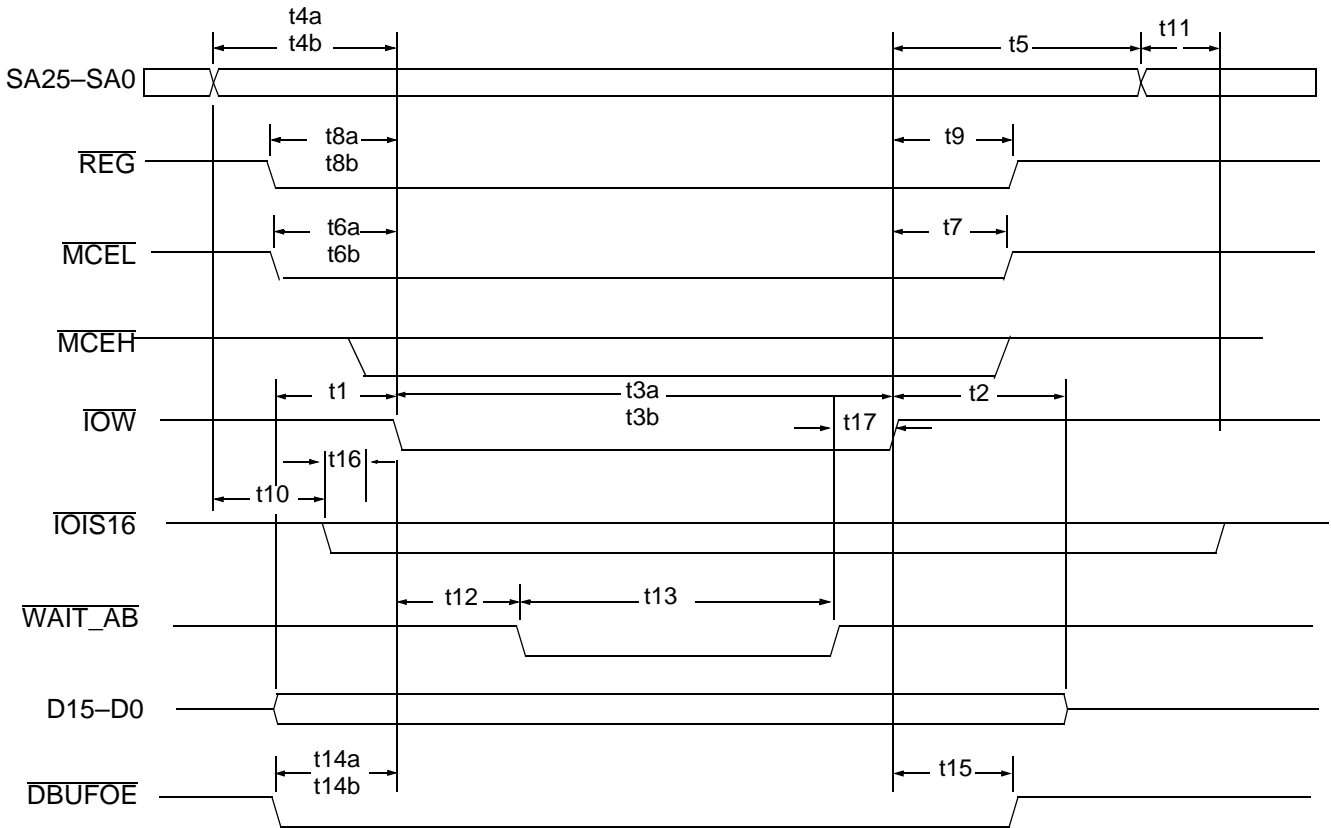 t4a
t4b
t5
t11
SA25–SA0
t8a
t8b
t9
REG
t6a
t6b
t7
MCEL
MCEH
t1
t3a
t3b
t2
IOW
t17
t16
t10
IOIS16
t12
t13
WAIT_AB
D15–D0
t14a
t14b
t15
DBUFOE